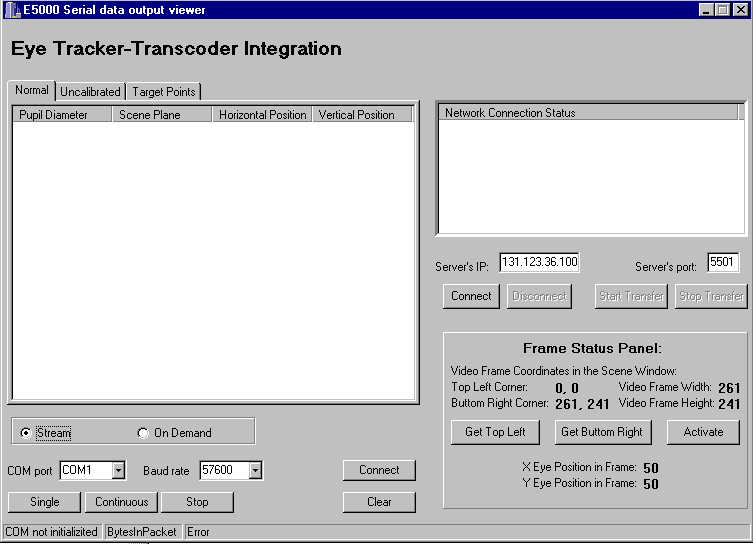 E5000 Serial data output viewer
Eye Tracker-Transcoder Integration
Normal Uncalibrated Target Points
Pupil Diameter Scene Plane Horizontal Position Vertical Position
Network Connection Status
Server's IP: 131.123.36.100 Server's port: 5501
Connect Disconnect Start Transfer Stop Transfer
Frame Status Panel:
Video Frame Coordinates in the Scene Window:
Top Left Corner: 0, 0 Video Frame Width: 261
Buttom Right Corner: 261, 241 Video Frame Height: 241
Get Top Left Get Buttom Right Activate
X Eye Position in Frame: 50
Y Eye Position in Frame: 50
Stream On Demand
COM port COM1 Baud rate 57600 Connect
Single Continuous Stop Clear
COM not initializited BytesInPacket Error